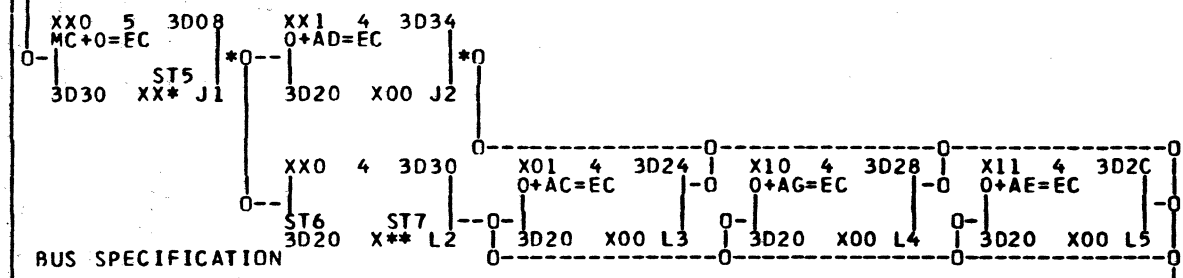 XX0 5 3D08 XX1 4 3D34
MC+0=EC 0+AD=EC
ST5 *
3D30 XX* J1 3D20 X00 J2
XX0 4 3D30 X01 4 3D24 X10 4 3D28 X11 4 3D2C
0+AC=EC 0+AG=EC 0+AE=EC
ST6 ST7
3D20 X** L2 3D20 X00 L3 3D20 X00 L4 3D20 X00 L5
BUS SPECIFICATION